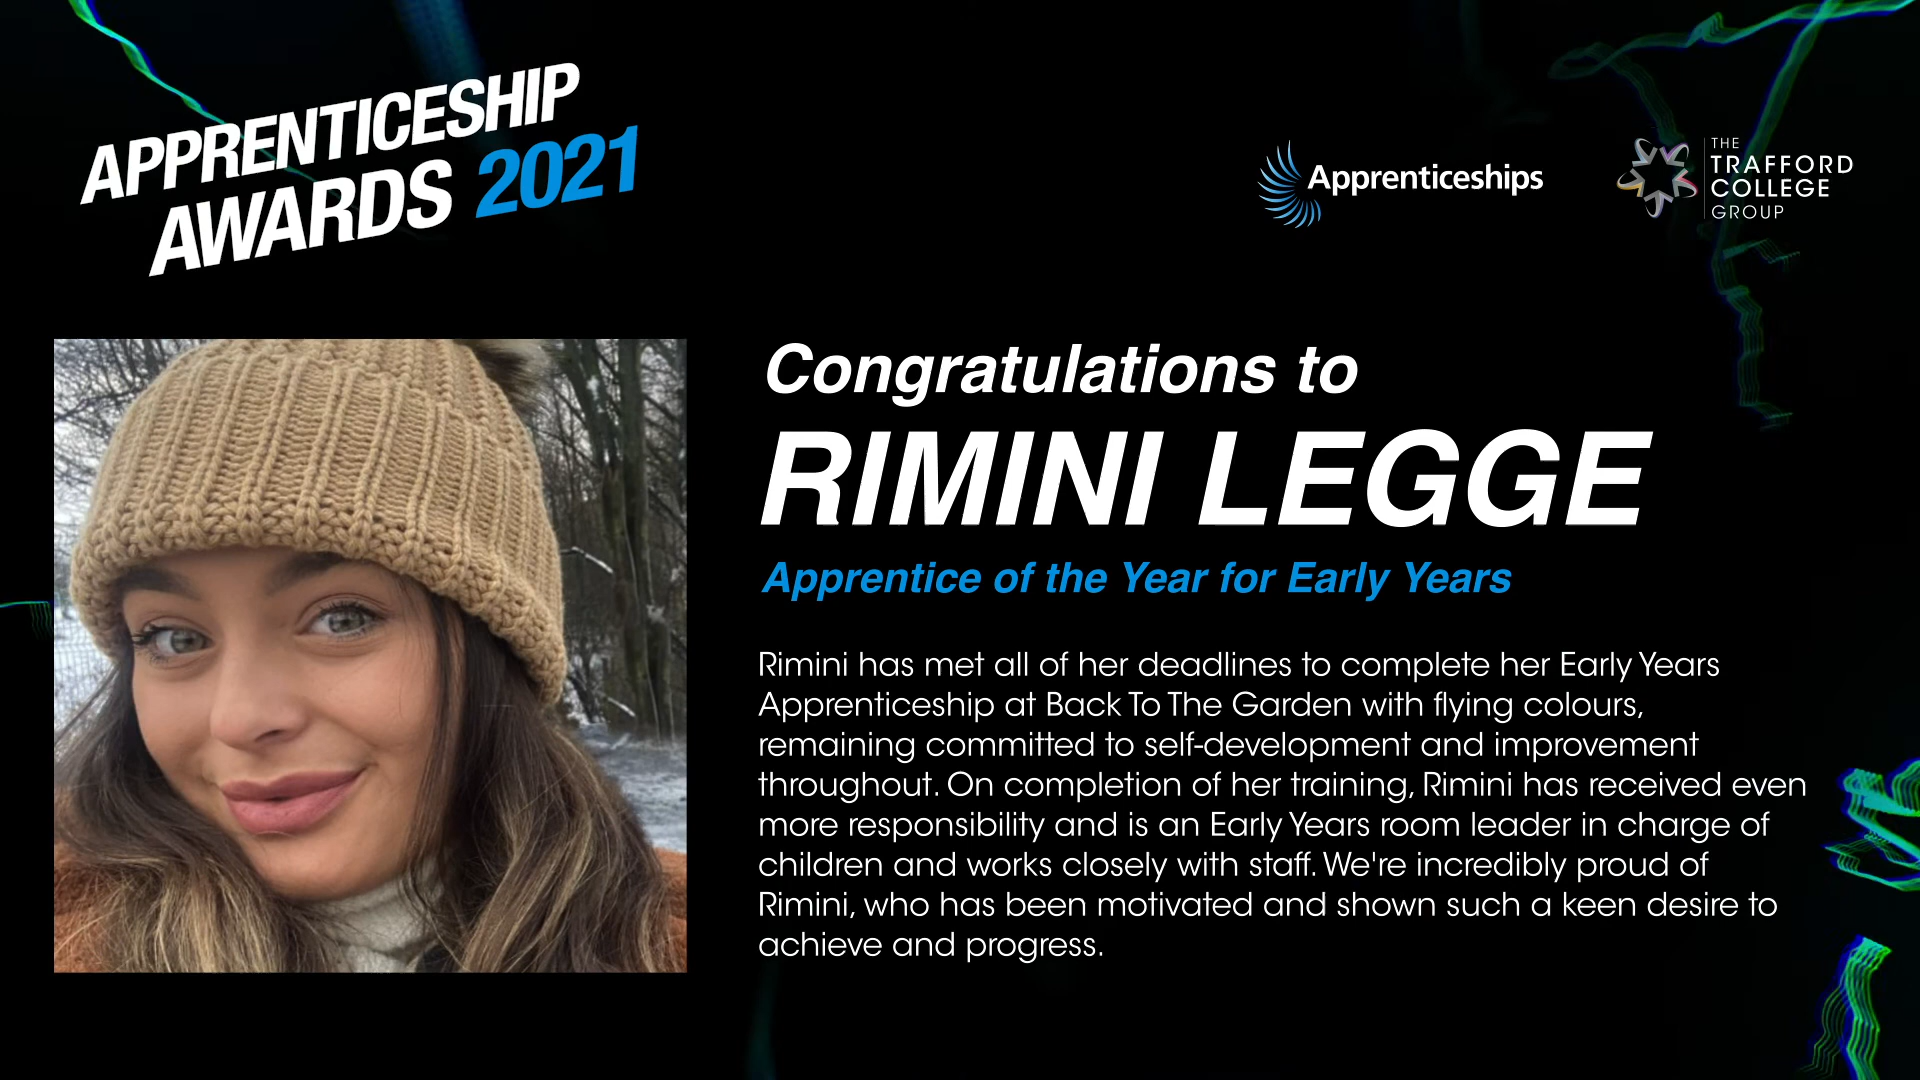 APPRENTICESHIP
AWARDS 2021
Apprenticeships
THE
TRAFFORD
COLLEGE
GROUP
Congratulations to
RIMINI LEGGE
Apprentice of the Year for Early Years
Rimini has met all of her deadlines to complete her Early Years
Apprenticeship at Back To The Garden with flying colours,
remaining committed to self-development and improvement
throughout. On completion of her training, Rimini has received even
more responsibility and is an Early Years room leader in charge of
children and works closely with staff. We're incredibly proud of
Rimini, who has been motivated and shown such a keen desire to
achieve and progress.